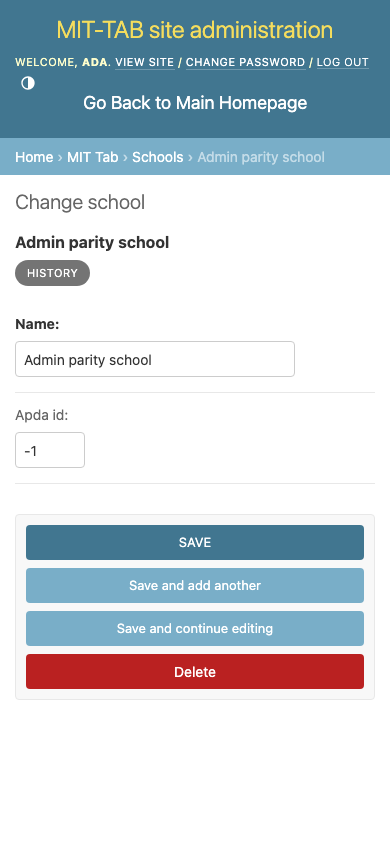 MIT-TAB site administration
WELCOME, ADA. VIEW SITE / CHANGE PASSWORD / LOG OUT
Go Back to Main Homepage
Home › MIT Tab › Schools › Admin parity school
Change school
Admin parity school
HISTORY
Name:
Admin parity school
Apda id:
-1
SAVE
Save and add another
Save and continue editing
Delete